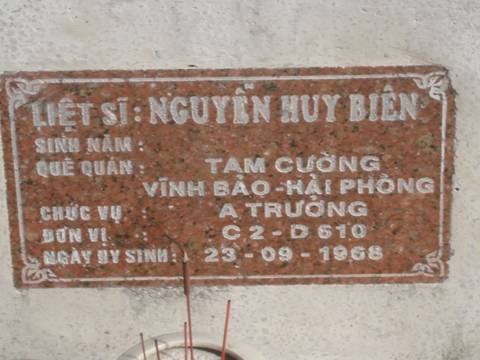 LIỆT SĨ: NGUYỄN HUY BIÊN
SINH NĂM :
QUÊ QUÁN : TAM CƯỜNG
VĨNH BẢO - HẢI PHÒNG
CHỨC VỤ : A TRƯỞNG
ĐƠN VỊ : C 2 - D 610
NGÀY HY SINH : 23 - 09 - 1968